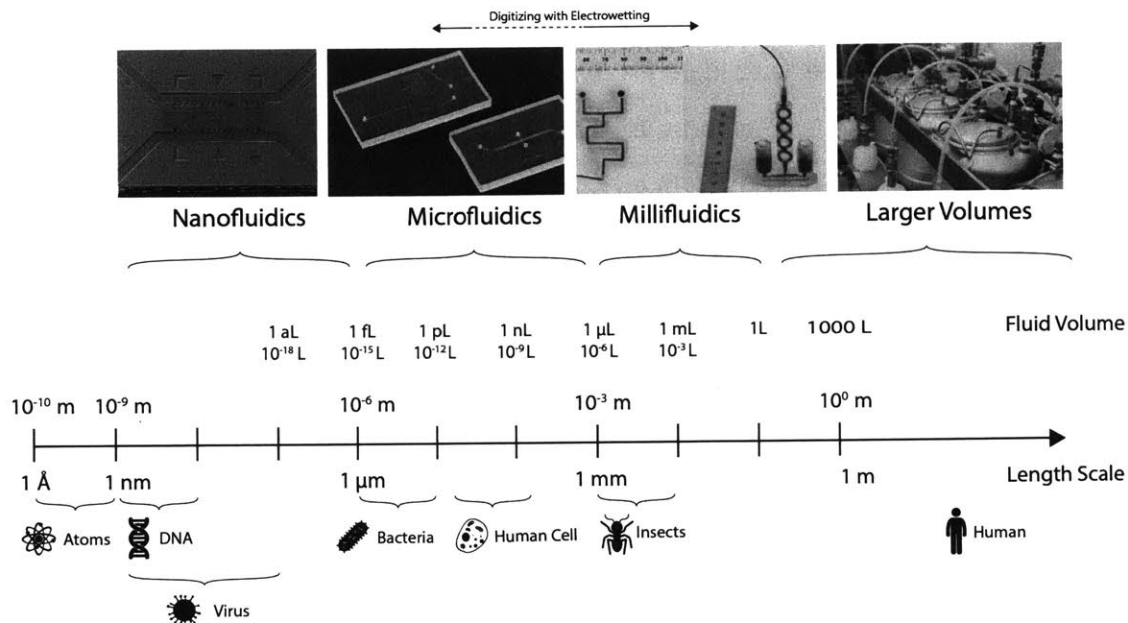 Digitizing with Electrowetting
Nanofluidics Microfluidics Millifluidics Larger Volumes
1 aL 1 fL 1 pL 1 nL 1 µL 1 mL 1L 1000 L Fluid Volume
10⁻¹⁸ L 10⁻¹⁵ L 10⁻¹² L 10⁻⁹ L 10⁻⁶ L 10⁻³ L
10⁻¹⁰ m 10⁻⁹ m 10⁻⁶ m 10⁻³ m 10⁰ m
1 Å 1 nm 1 µm 1 mm 1 m Length Scale
Atoms DNA Bacteria Human Cell Insects Human
Virus